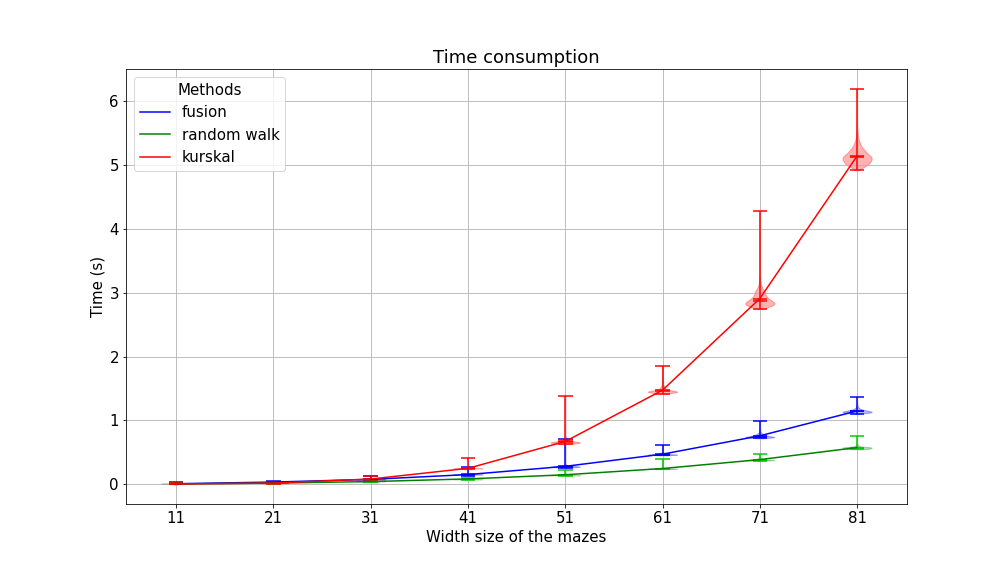 Time consumption
Methods
fusion
random walk
kurskal
Time (s)
6
5
4
3
2
1
0
11 21 31 41 51 61 71 81
Width size of the mazes